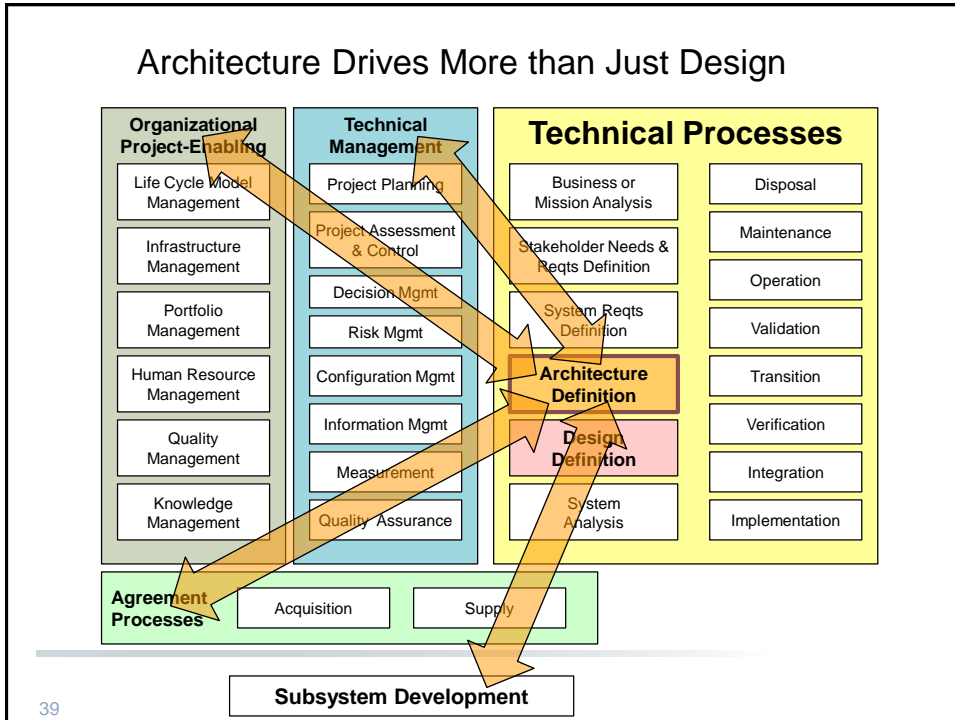 Architecture Drives More than Just Design
Organizational
Project-Enabling
Life Cycle Model
Management
Infrastructure
Management
Portfolio
Management
Human Resource
Management
Quality
Management
Knowledge
Management
Technical
Management
Project Planning
Project Assessment
& Control
Decision Mgmt
Risk Mgmt
Configuration Mgmt
Information Mgmt
Measurement
Quality Assurance
Technical Processes
Business or
Mission Analysis
Stakeholder Needs &
Reqts Definition
System Reqts
Definition
Architecture
Definition
Design
Definition
System
Analysis
Disposal
Maintenance
Operation
Validation
Transition
Verification
Integration
Implementation
Agreement
Processes
Acquisition
Supply
Subsystem Development
39